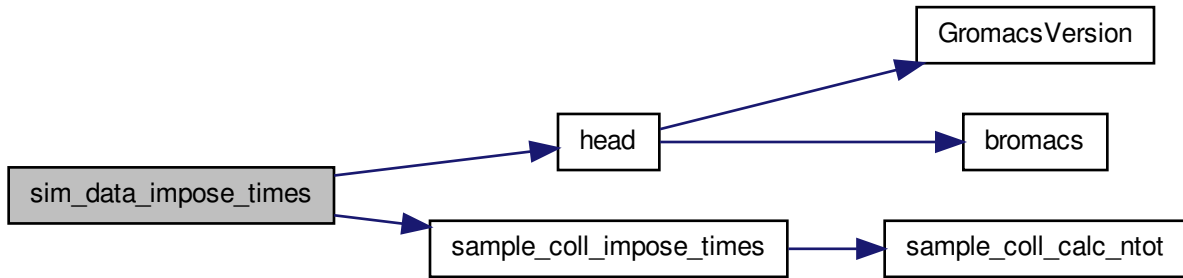 GromacsVersion
head
bromacs
sim_data_impose_times
sample_coll_impose_times
sample_coll_calc_ntot